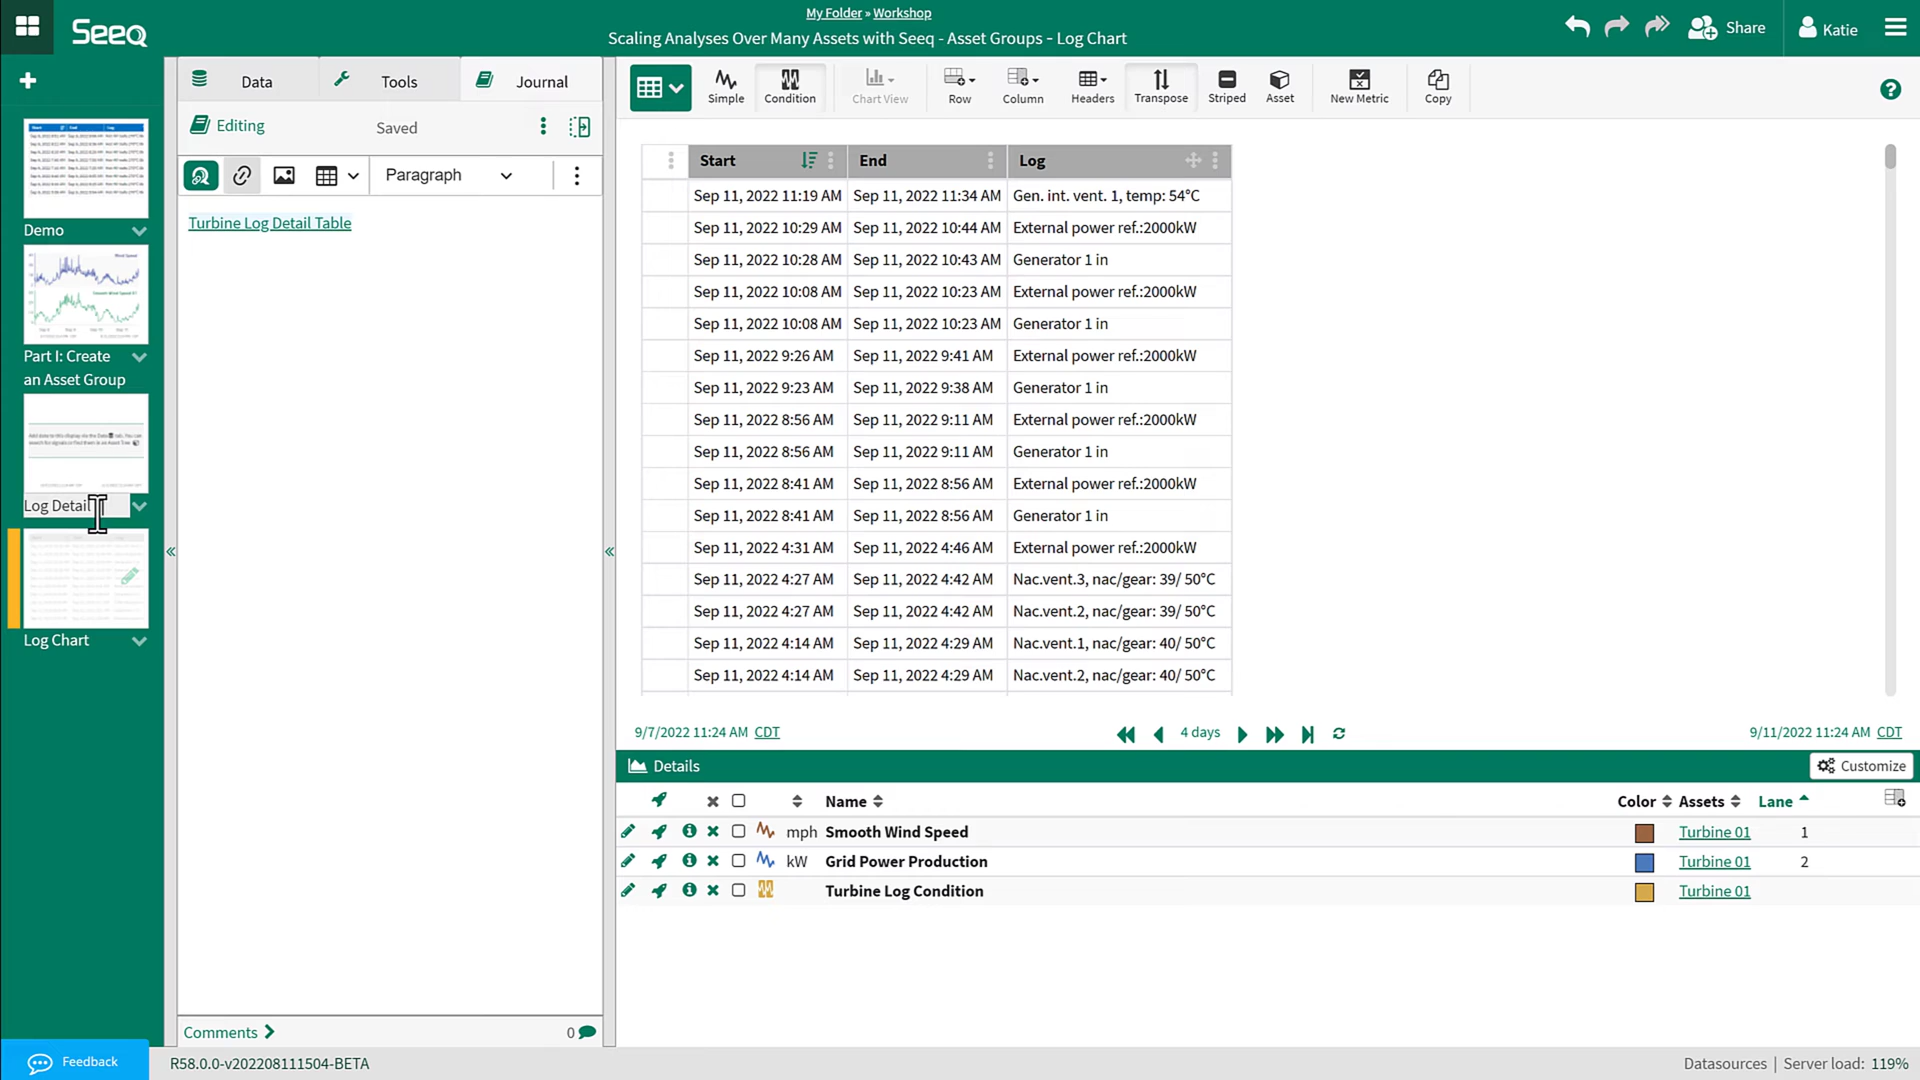 Seeq
My Folder » Workshop
Scaling Analyses Over Many Assets with Seeq - Asset Groups - Log Chart
Share
Katie
Data
Tools
Journal
Simple
Condition
Chart View
Row
Column
Headers
Transpose
Striped
Asset
New Metric
Copy
Editing
Saved
Paragraph
Turbine Log Detail Table
Demo
Part I: Create
an Asset Group
Log Detail
Log Chart
Start End Log
Sep 11, 2022 11:19 AM Sep 11, 2022 11:34 AM Gen. int. vent. 1, temp: 54°C
Sep 11, 2022 10:29 AM Sep 11, 2022 10:44 AM External power ref.:2000kW
Sep 11, 2022 10:28 AM Sep 11, 2022 10:43 AM Generator 1 in
Sep 11, 2022 10:08 AM Sep 11, 2022 10:23 AM External power ref.:2000kW
Sep 11, 2022 10:08 AM Sep 11, 2022 10:23 AM Generator 1 in
Sep 11, 2022 9:26 AM Sep 11, 2022 9:41 AM External power ref.:2000kW
Sep 11, 2022 9:23 AM Sep 11, 2022 9:38 AM Generator 1 in
Sep 11, 2022 8:56 AM Sep 11, 2022 9:11 AM External power ref.:2000kW
Sep 11, 2022 8:56 AM Sep 11, 2022 9:11 AM Generator 1 in
Sep 11, 2022 8:41 AM Sep 11, 2022 8:56 AM External power ref.:2000kW
Sep 11, 2022 8:41 AM Sep 11, 2022 8:56 AM Generator 1 in
Sep 11, 2022 4:31 AM Sep 11, 2022 4:46 AM External power ref.:2000kW
Sep 11, 2022 4:27 AM Sep 11, 2022 4:42 AM Nac.vent.3, nac/gear: 39/ 50°C
Sep 11, 2022 4:27 AM Sep 11, 2022 4:42 AM Nac.vent.2, nac/gear: 39/ 50°C
Sep 11, 2022 4:14 AM Sep 11, 2022 4:29 AM Nac.vent.1, nac/gear: 40/ 50°C
Sep 11, 2022 4:14 AM Sep 11, 2022 4:29 AM Nac.vent.2, nac/gear: 40/ 50°C
9/7/2022 11:24 AM CDT
4 days
9/11/2022 11:24 AM CDT
Details
Customize
Name Color Assets Lane
mph Smooth Wind Speed Turbine 01 1
kW Grid Power Production Turbine 01 2
Turbine Log Condition Turbine 01
Comments
0
Feedback
R58.0.0-v202208111504-BETA
Datasources | Server load: 119%